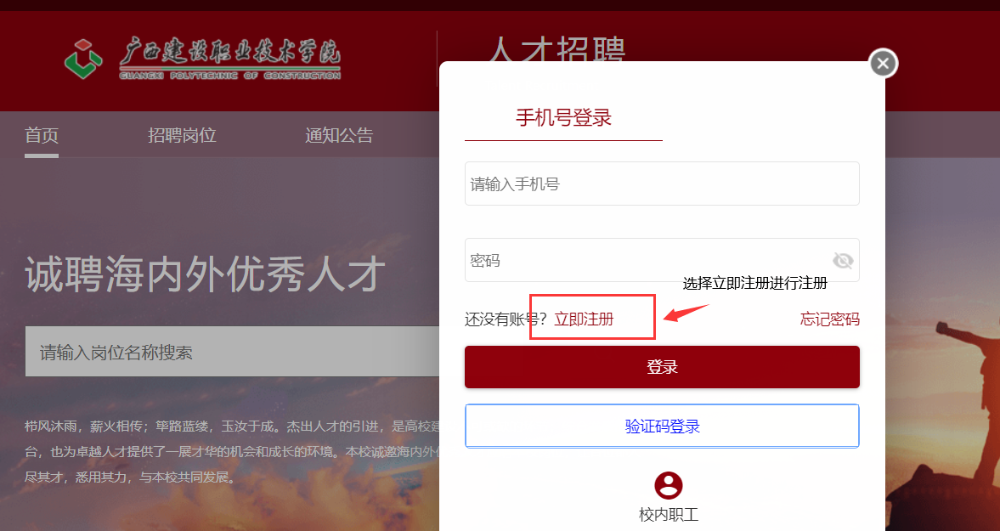 广西建设职业技术学院
GUANGXI POLYTECHNIC OF CONSTRUCTION
人才招聘
首页
招聘岗位
通知公告
诚聘海内外优秀人才
请输入岗位名称搜索
栉风沐雨，薪火相传；筚路蓝缕，玉汝于成。杰出人才的引进，是高校建
台，也为卓越人才提供了一展才华的机会和成长的环境。本校诚邀海内外
尽其才，悉用其力，与本校共同发展。
手机号登录
请输入手机号
密码
选择立即注册进行注册
还没有账号？立即注册
忘记密码
登录
验证码登录
校内职工